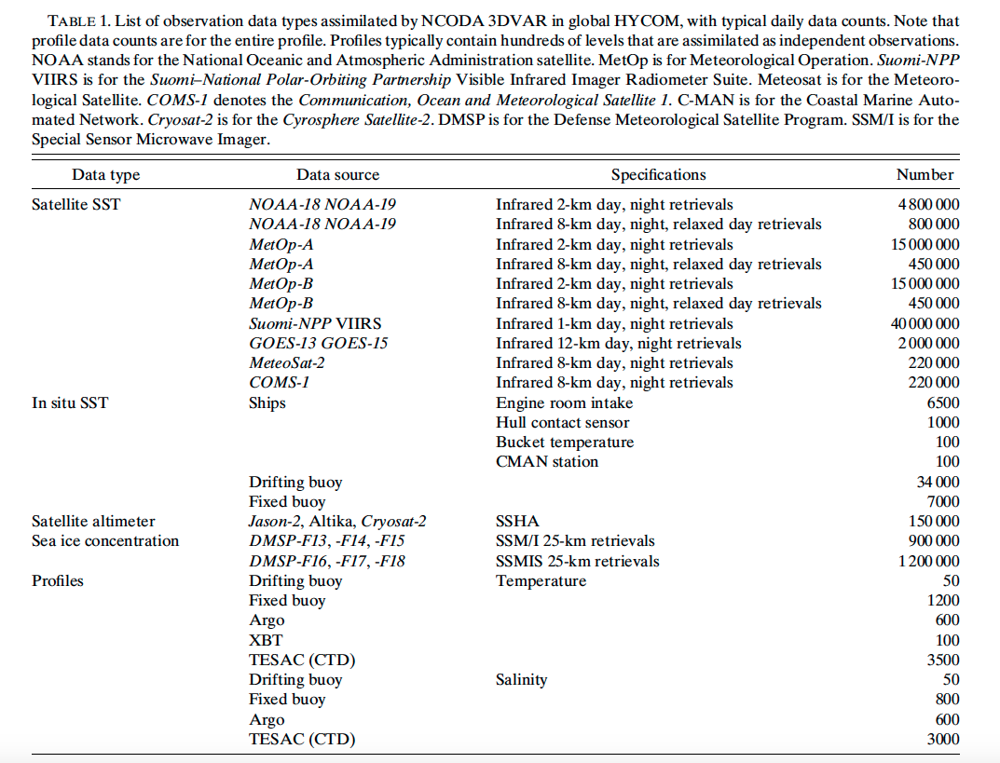 TABLE 1. List of observation data types assimilated by NCODA 3DVAR in global HYCOM, with typical daily data counts. Note that
profile data counts are for the entire profile. Profiles typically contain hundreds of levels that are assimilated as independent observations.
NOAA stands for the National Oceanic and Atmospheric Administration satellite. MetOp is for Meteorological Operation. Suomi-NPP
VIIRS is for the Suomi–National Polar-Orbiting Partnership Visible Infrared Imager Radiometer Suite. Meteosat is for the Meteoro-
logical Satellite. COMS-1 denotes the Communication, Ocean and Meteorological Satellite 1. C-MAN is for the Coastal Marine Auto-
mated Network. Cryosat-2 is for the Cyrosphere Satellite-2. DMSP is for the Defense Meteorological Satellite Program. SSM/I is for the
Special Sensor Microwave Imager.
Data type Data source Specifications Number
Satellite SST NOAA-18 NOAA-19 Infrared 2-km day, night retrievals 4 800 000
NOAA-18 NOAA-19 Infrared 8-km day, night, relaxed day retrievals 800 000
MetOp-A Infrared 2-km day, night retrievals 15 000 000
MetOp-A Infrared 8-km day, night, relaxed day retrievals 450 000
MetOp-B Infrared 2-km day, night retrievals 15 000 000
MetOp-B Infrared 8-km day, night, relaxed day retrievals 450 000
Suomi-NPP VIIRS Infrared 1-km day, night retrievals 40 000 000
GOES-13 GOES-15 Infrared 12-km day, night retrievals 2 000 000
MeteoSat-2 Infrared 8-km day, night retrievals 220 000
COMS-1 Infrared 8-km day, night retrievals 220 000
In situ SST Ships Engine room intake 6500
Hull contact sensor 1000
Bucket temperature 100
CMAN station 100
Drifting buoy 34 000
Fixed buoy 7000
Satellite altimeter Jason-2, Altika, Cryosat-2 SSHA 150 000
Sea ice concentration DMSP-F13, -F14, -F15 SSM/I 25-km retrievals 900 000
DMSP-F16, -F17, -F18 SSMIS 25-km retrievals 1 200 000
Profiles Drifting buoy Temperature 50
Fixed buoy 1200
Argo 600
XBT 100
TESAC (CTD) 3500
Drifting buoy Salinity 50
Fixed buoy 800
Argo 600
TESAC (CTD) 3000